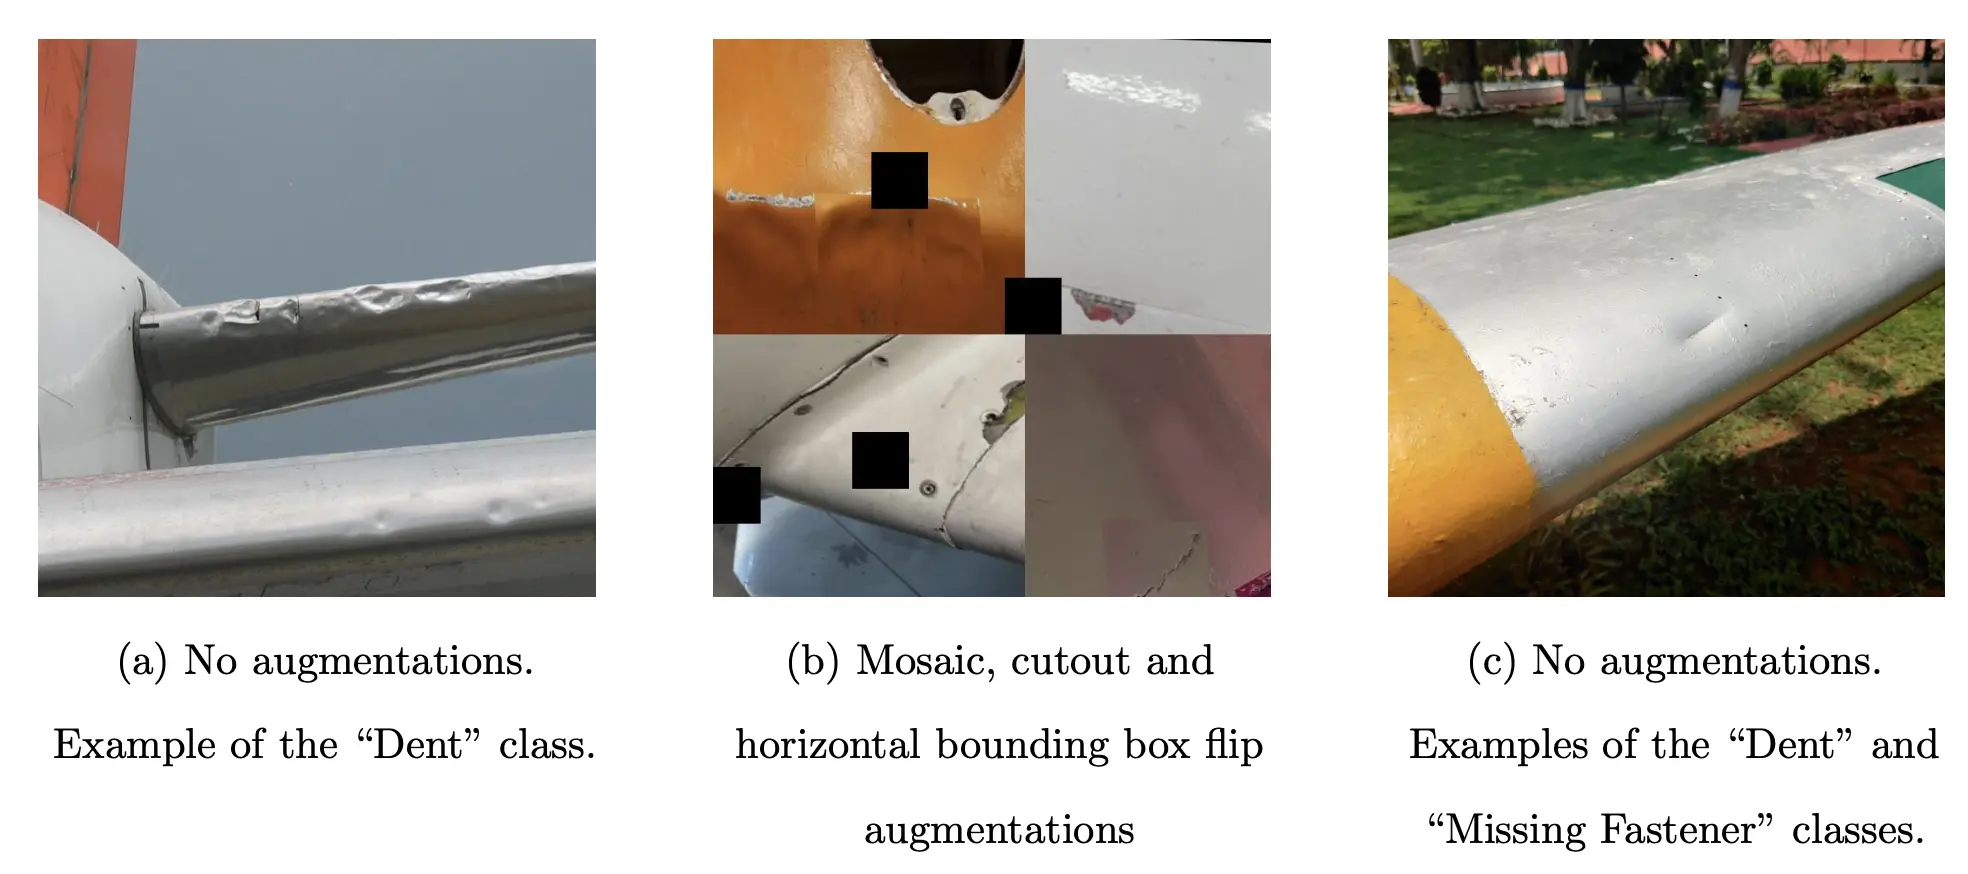 (a) No augmentations.
Example of the “Dent” class.
(b) Mosaic, cutout and
horizontal bounding box flip
augmentations
(c) No augmentations.
Examples of the “Dent” and
“Missing Fastener” classes.